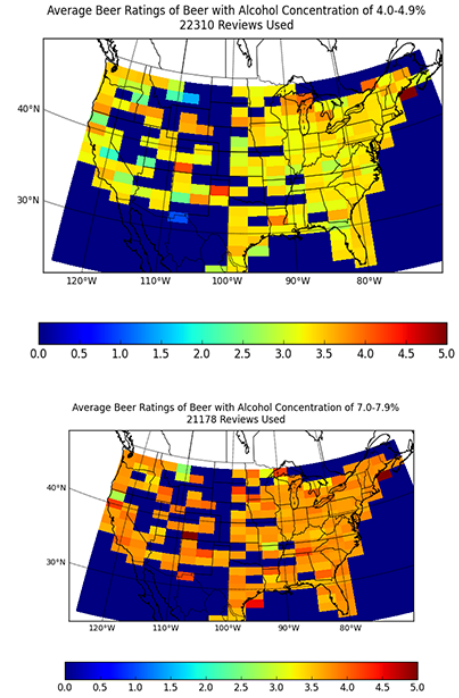 Average Beer Ratings of Beer with Alcohol Concentration of 4.0-4.9%
22310 Reviews Used
40°N
30°N
120°W 110°W 100°W 90°W 80°W
0.0 0.5 1.0 1.5 2.0 2.5 3.0 3.5 4.0 4.5 5.0
Average Beer Ratings of Beer with Alcohol Concentration of 7.0-7.9%
21178 Reviews Used
40°N
30°N
120°W 110°W 100°W 90°W 80°W
0.0 0.5 1.0 1.5 2.0 2.5 3.0 3.5 4.0 4.5 5.0